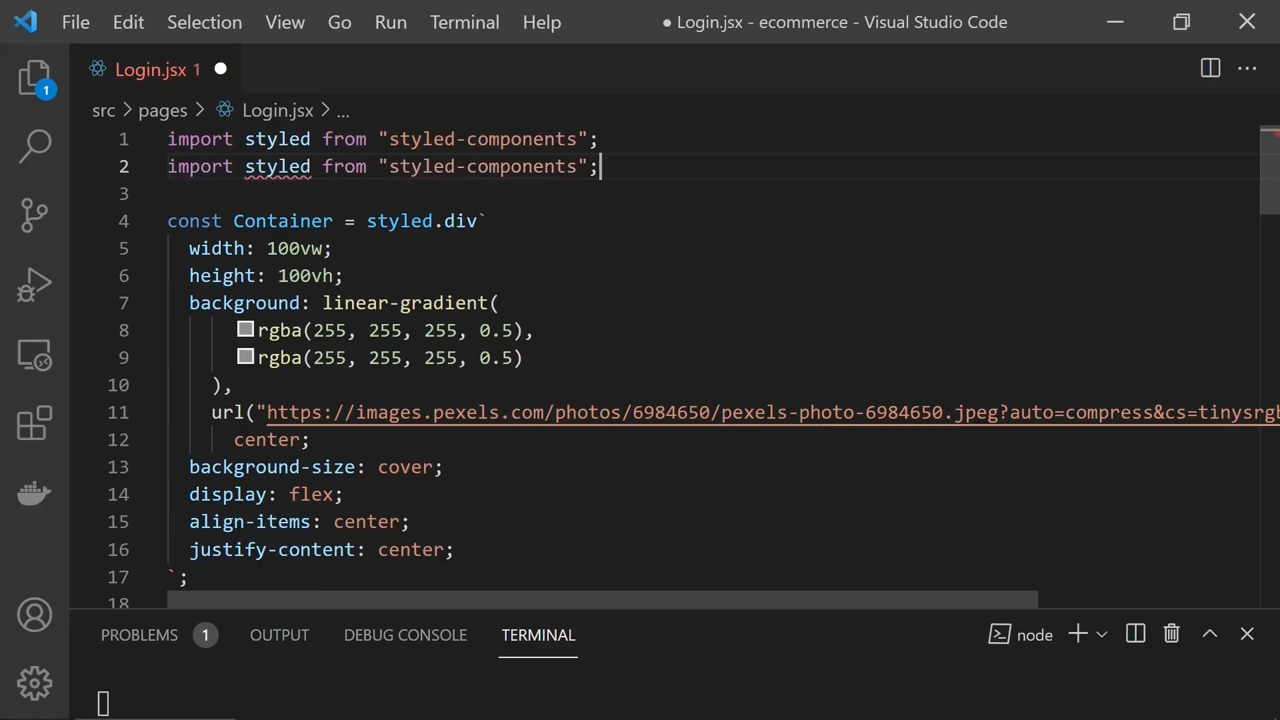 File Edit Selection View Go Run Terminal Help ● Login.jsx - ecommerce - Visual Studio Code
Login.jsx 1
1
src > pages > Login.jsx > ...
1 import styled from "styled-components";
2 import styled from "styled-components";
3
4 const Container = styled.div`
5 width: 100vw;
6 height: 100vh;
7 background: linear-gradient(
8 rgba(255, 255, 255, 0.5),
9 rgba(255, 255, 255, 0.5)
10 ),
11 url("https://images.pexels.com/photos/6984650/pexels-photo-6984650.jpeg?auto=compress&cs=tinysrgb
12 center;
13 background-size: cover;
14 display: flex;
15 align-items: center;
16 justify-content: center;
17 `;
18
PROBLEMS 1 OUTPUT DEBUG CONSOLE TERMINAL node